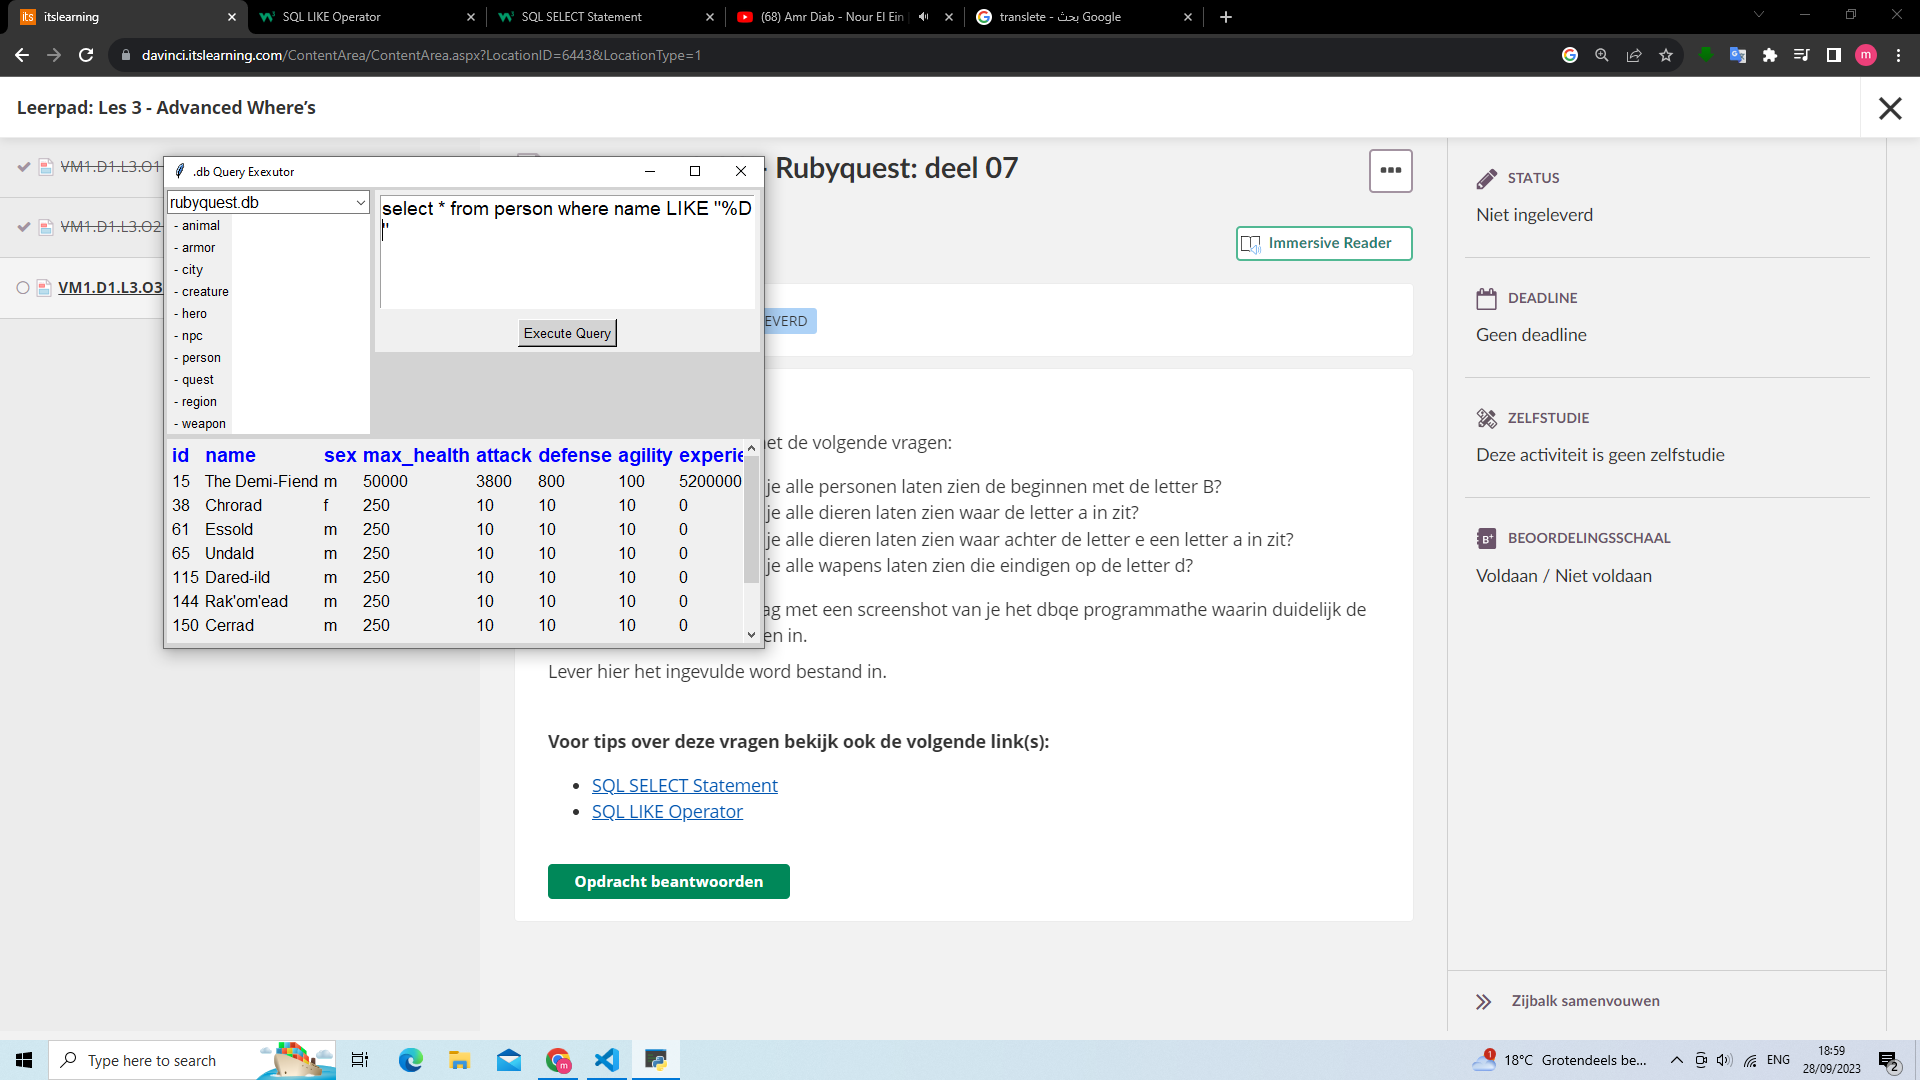 itslearning
SQL LIKE Operator
SQL SELECT Statement
(68) Amr Diab - Nour El Ein
translete - بحث Google
davinci.itslearning.com/ContentArea/ContentArea.aspx?LocationID=6443&LocationType=1
m
Leerpad: Les 3 - Advanced Where's
VM1.D1.L3.O1
VM1.D1.L3.O2
VM1.D1.L3.O3
.db Query Exexutor
rubyquest.db
- animal
- armor
- city
- creature
- hero
- npc
- person
- quest
- region
- weapon
select * from person where name LIKE "%D
"
Execute Query
id name sex max_health attack defense agility experie
15 The Demi-Fiend m 50000 3800 800 100 5200000
38 Chrorad f 250 10 10 10 0
61 Essold m 250 10 10 10 0
65 Undald m 250 10 10 10 0
115 Dared-ild m 250 10 10 10 0
144 Rak'om'ead m 250 10 10 10 0
150 Cerrad m 250 10 10 10 0
- Rubyquest: deel 07
Immersive Reader
EVERD
et de volgende vragen:
je alle personen laten zien de beginnen met de letter B?
je alle dieren laten zien waar de letter a in zit?
je alle dieren laten zien waar achter de letter e een letter a in zit?
je alle wapens laten zien die eindigen op de letter d?
ag met een screenshot van je het dbqe programmathe waarin duidelijk de
en in.
Lever hier het ingevulde word bestand in.
Voor tips over deze vragen bekijk ook de volgende link(s):
• SQL SELECT Statement
• SQL LIKE Operator
Opdracht beantwoorden
STATUS
Niet ingeleverd
DEADLINE
Geen deadline
ZELFSTUDIE
Deze activiteit is geen zelfstudie
BEOORDELINGSSCHAAL
Voldaan / Niet voldaan
Zijbalk samenvouwen
Type here to search
1
18°C Grotendeels be...
ENG
18:59
28/09/2023
2